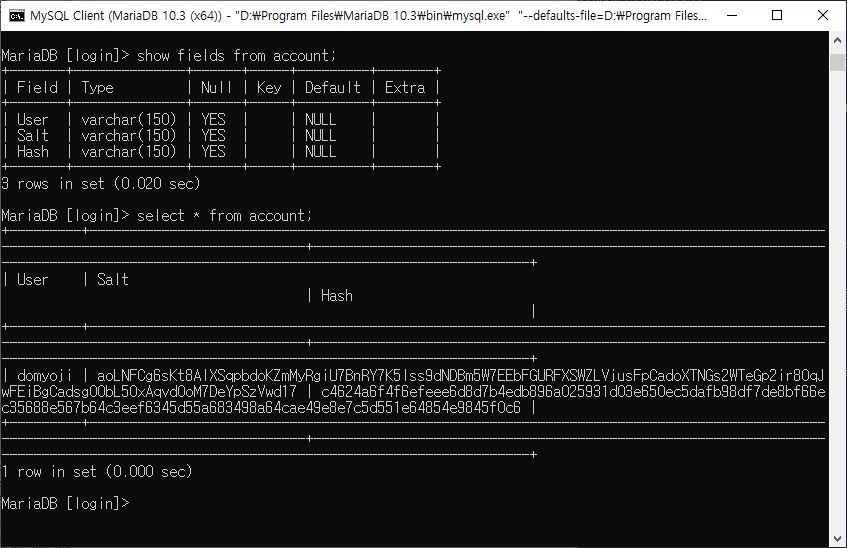 MySQL Client (MariaDB 10.3 (x64)) - "D:₩Program Files₩MariaDB 10.3₩bin₩mysql.exe" "--defaults-file=D:₩Program Files...
MariaDB [login]> show fields from account;
+-------+--------------+------+-----+---------+-------+
| Field | Type         | Null | Key | Default | Extra |
+-------+--------------+------+-----+---------+-------+
| User  | varchar(150) | YES  |     | NULL    |       |
| Salt  | varchar(150) | YES  |     | NULL    |       |
| Hash  | varchar(150) | YES  |     | NULL    |       |
+-------+--------------+------+-----+---------+-------+
3 rows in set (0.020 sec)
MariaDB [login]> select * from account;
| User    | Salt
| Hash
|
| domyoji |
|
1 row in set (0.000 sec)
MariaDB [login]>